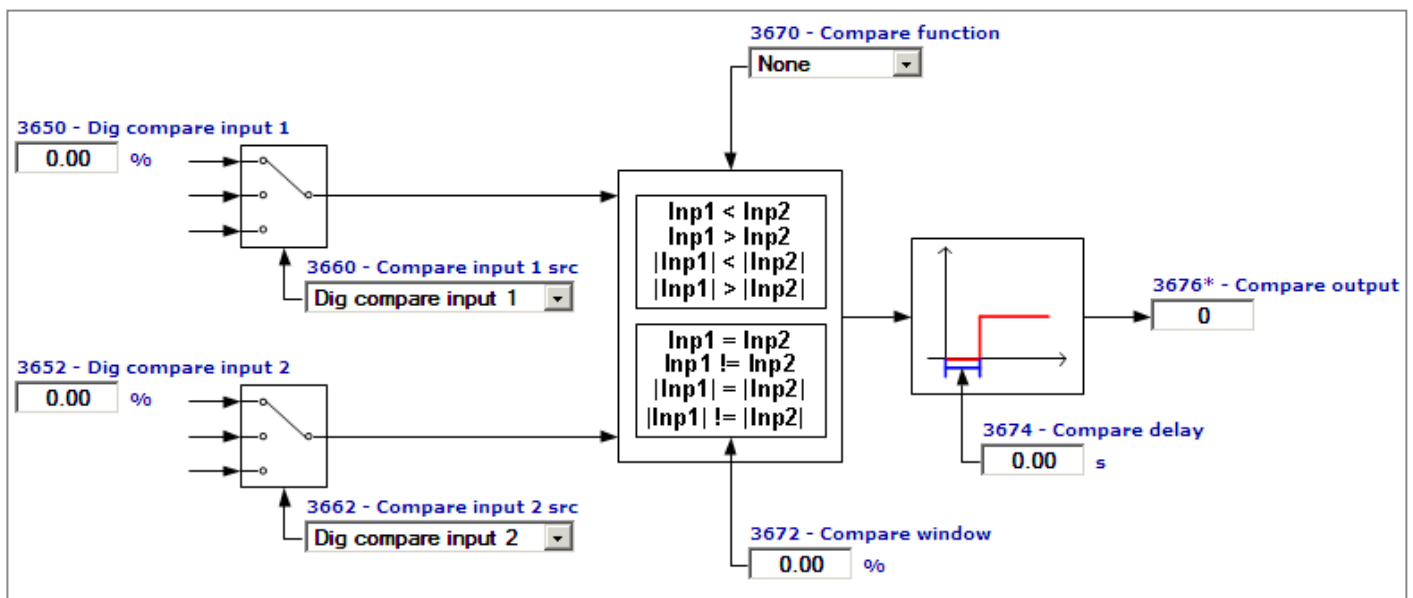 3670 - Compare function
None
3650 - Dig compare input 1
0.00 %
3660 - Compare input 1 src
Dig compare input 1
Inp1 < Inp2
Inp1 > Inp2
|Inp1| < |Inp2|
|Inp1| > |Inp2|
Inp1 = Inp2
Inp1 != Inp2
|Inp1| = |Inp2|
|Inp1| != |Inp2|
3676* - Compare output
0
3652 - Dig compare input 2
0.00 %
3674 - Compare delay
0.00 s
3662 - Compare input 2 src
Dig compare input 2
3672 - Compare window
0.00 %